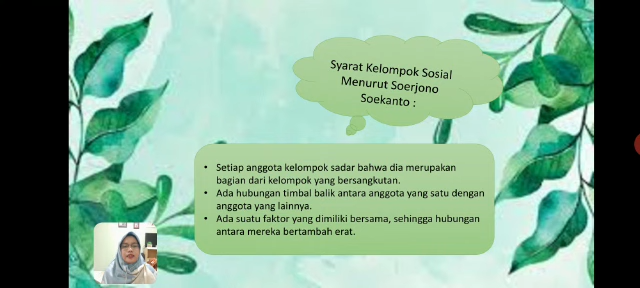 Syarat Kelompok Sosial
Menurut Soerjono
Soekanto :
• Setiap anggota kelompok sadar bahwa dia merupakan
bagian dari kelompok yang bersangkutan.
• Ada hubungan timbal balik antara anggota yang satu dengan
anggota yang lainnya.
• Ada suatu faktor yang dimiliki bersama, sehingga hubungan
antara mereka bertambah erat.